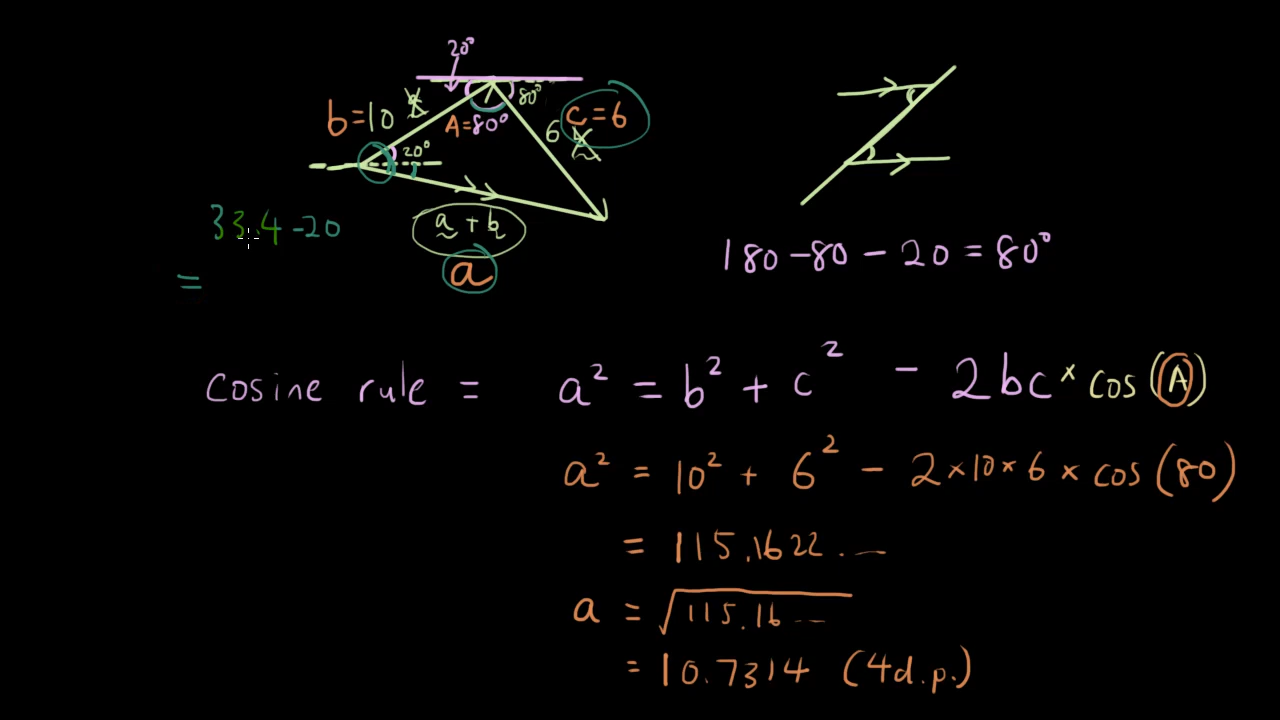 20°
80°
b=10
A=80°
6
c=6
20°
33.4-20
a + b
=
a
180-80-20=80°
cosine rule = a² = b² + c² - 2bc × cos(A)
a² = 10² + 6² - 2×10×6 × cos(80)
= 115.1622...
a = √115.16...
= 10.7314 (4d.p.)